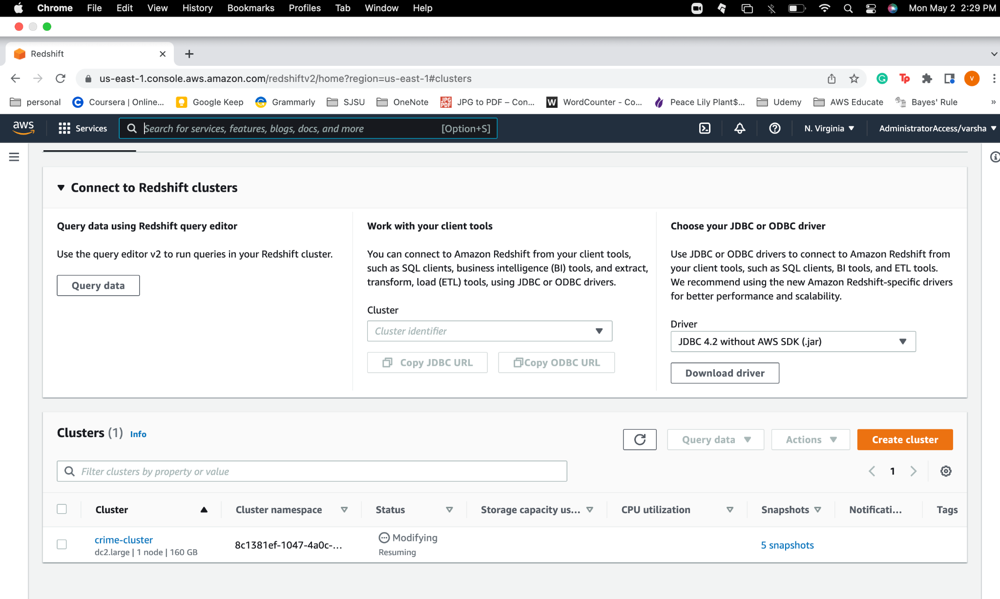 Chrome File Edit View History Bookmarks Profiles Tab Window Help Mon May 2 2:29 PM
Redshift
us-east-1.console.aws.amazon.com/redshiftv2/home?region=us-east-1#clusters
Tp
V
personal Coursera | Online... Google Keep Grammarly SJSU OneNote JPG PDF JPG to PDF – Con... W WordCounter - Co... Peace Lily Plant$... Udemy AWS Educate Bayes' Rule »
aws Services Search for services, features, blogs, docs, and more [Option+S] N. Virginia AdministratorAccess/varsha
Connect to Redshift clusters
Query data using Redshift query editor
Use the query editor v2 to run queries in your Redshift cluster.
Query data
Work with your client tools
You can connect to Amazon Redshift from your client tools,
such as SQL clients, business intelligence (BI) tools, and extract,
transform, load (ETL) tools, using JDBC or ODBC drivers.
Cluster
Cluster identifier
Copy JDBC URL Copy ODBC URL
Choose your JDBC or ODBC driver
Use JDBC or ODBC drivers to connect to Amazon Redshift from
your client tools, such as SQL clients, BI tools, and ETL tools.
We recommend using the new Amazon Redshift-specific drivers
for better performance and scalability.
Driver
JDBC 4.2 without AWS SDK (.jar)
Download driver
Clusters (1) Info
Query data Actions Create cluster
Filter clusters by property or value
1
Cluster Cluster namespace Status Storage capacity us... CPU utilization Snapshots Notificati... Tags
crime-cluster 8c1381ef-1047-4a0c-... Modifying 5 snapshots
dc2.large | 1 node | 160 GB Resuming